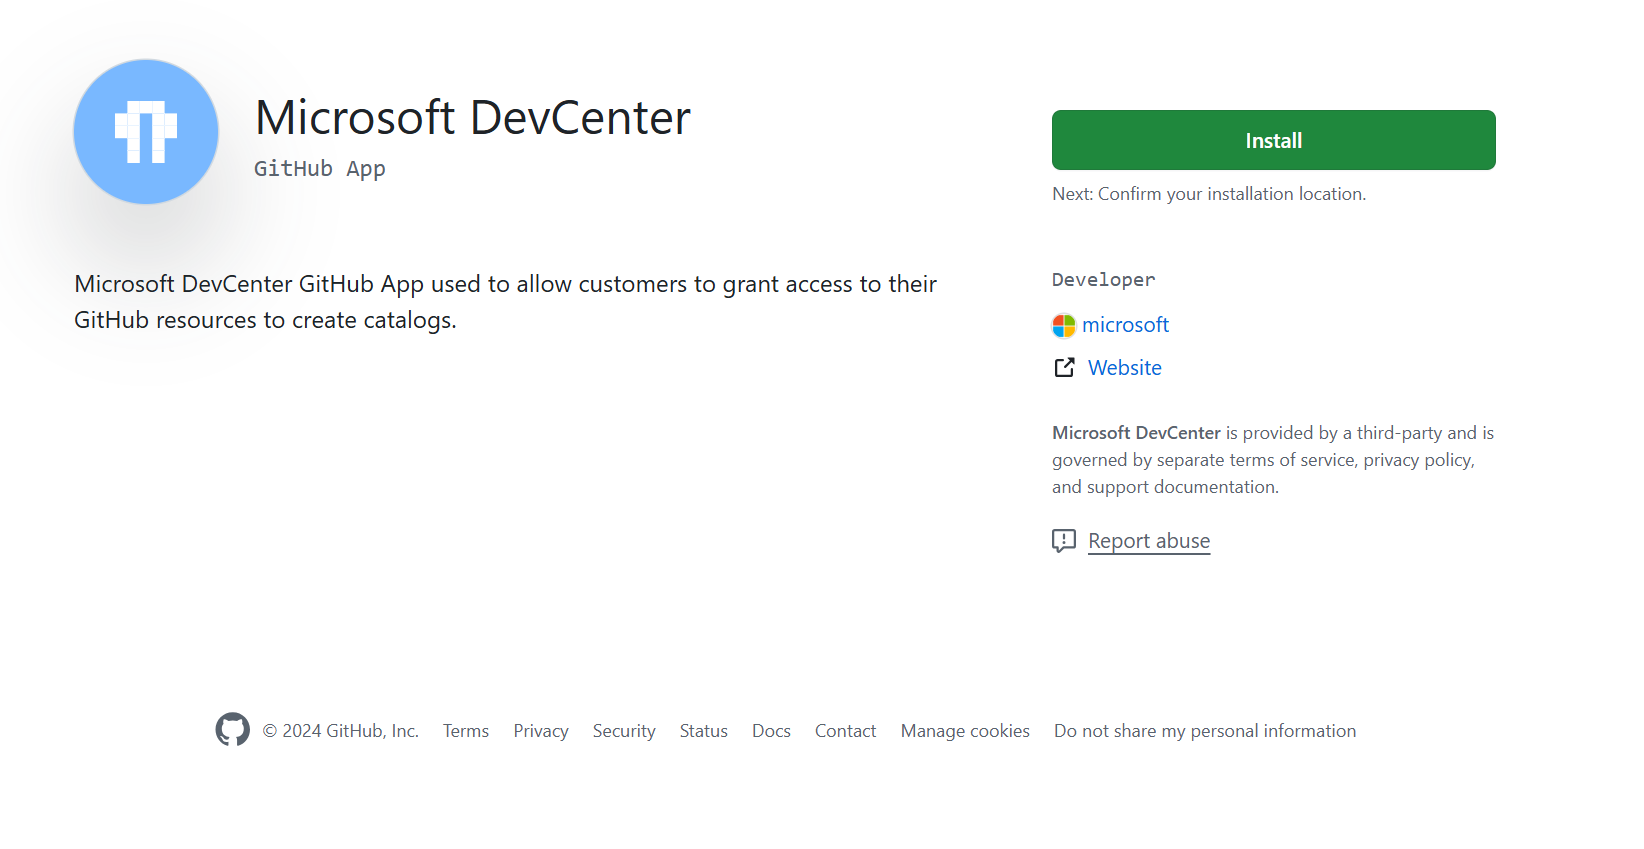 Microsoft DevCenter
GitHub App
Microsoft DevCenter GitHub App used to allow customers to grant access to their
GitHub resources to create catalogs.
Install
Next: Confirm your installation location.
Developer
microsoft
Website
Microsoft DevCenter is provided by a third-party and is
governed by separate terms of service, privacy policy,
and support documentation.
Report abuse
© 2024 GitHub, Inc. Terms Privacy Security Status Docs Contact Manage cookies Do not share my personal information